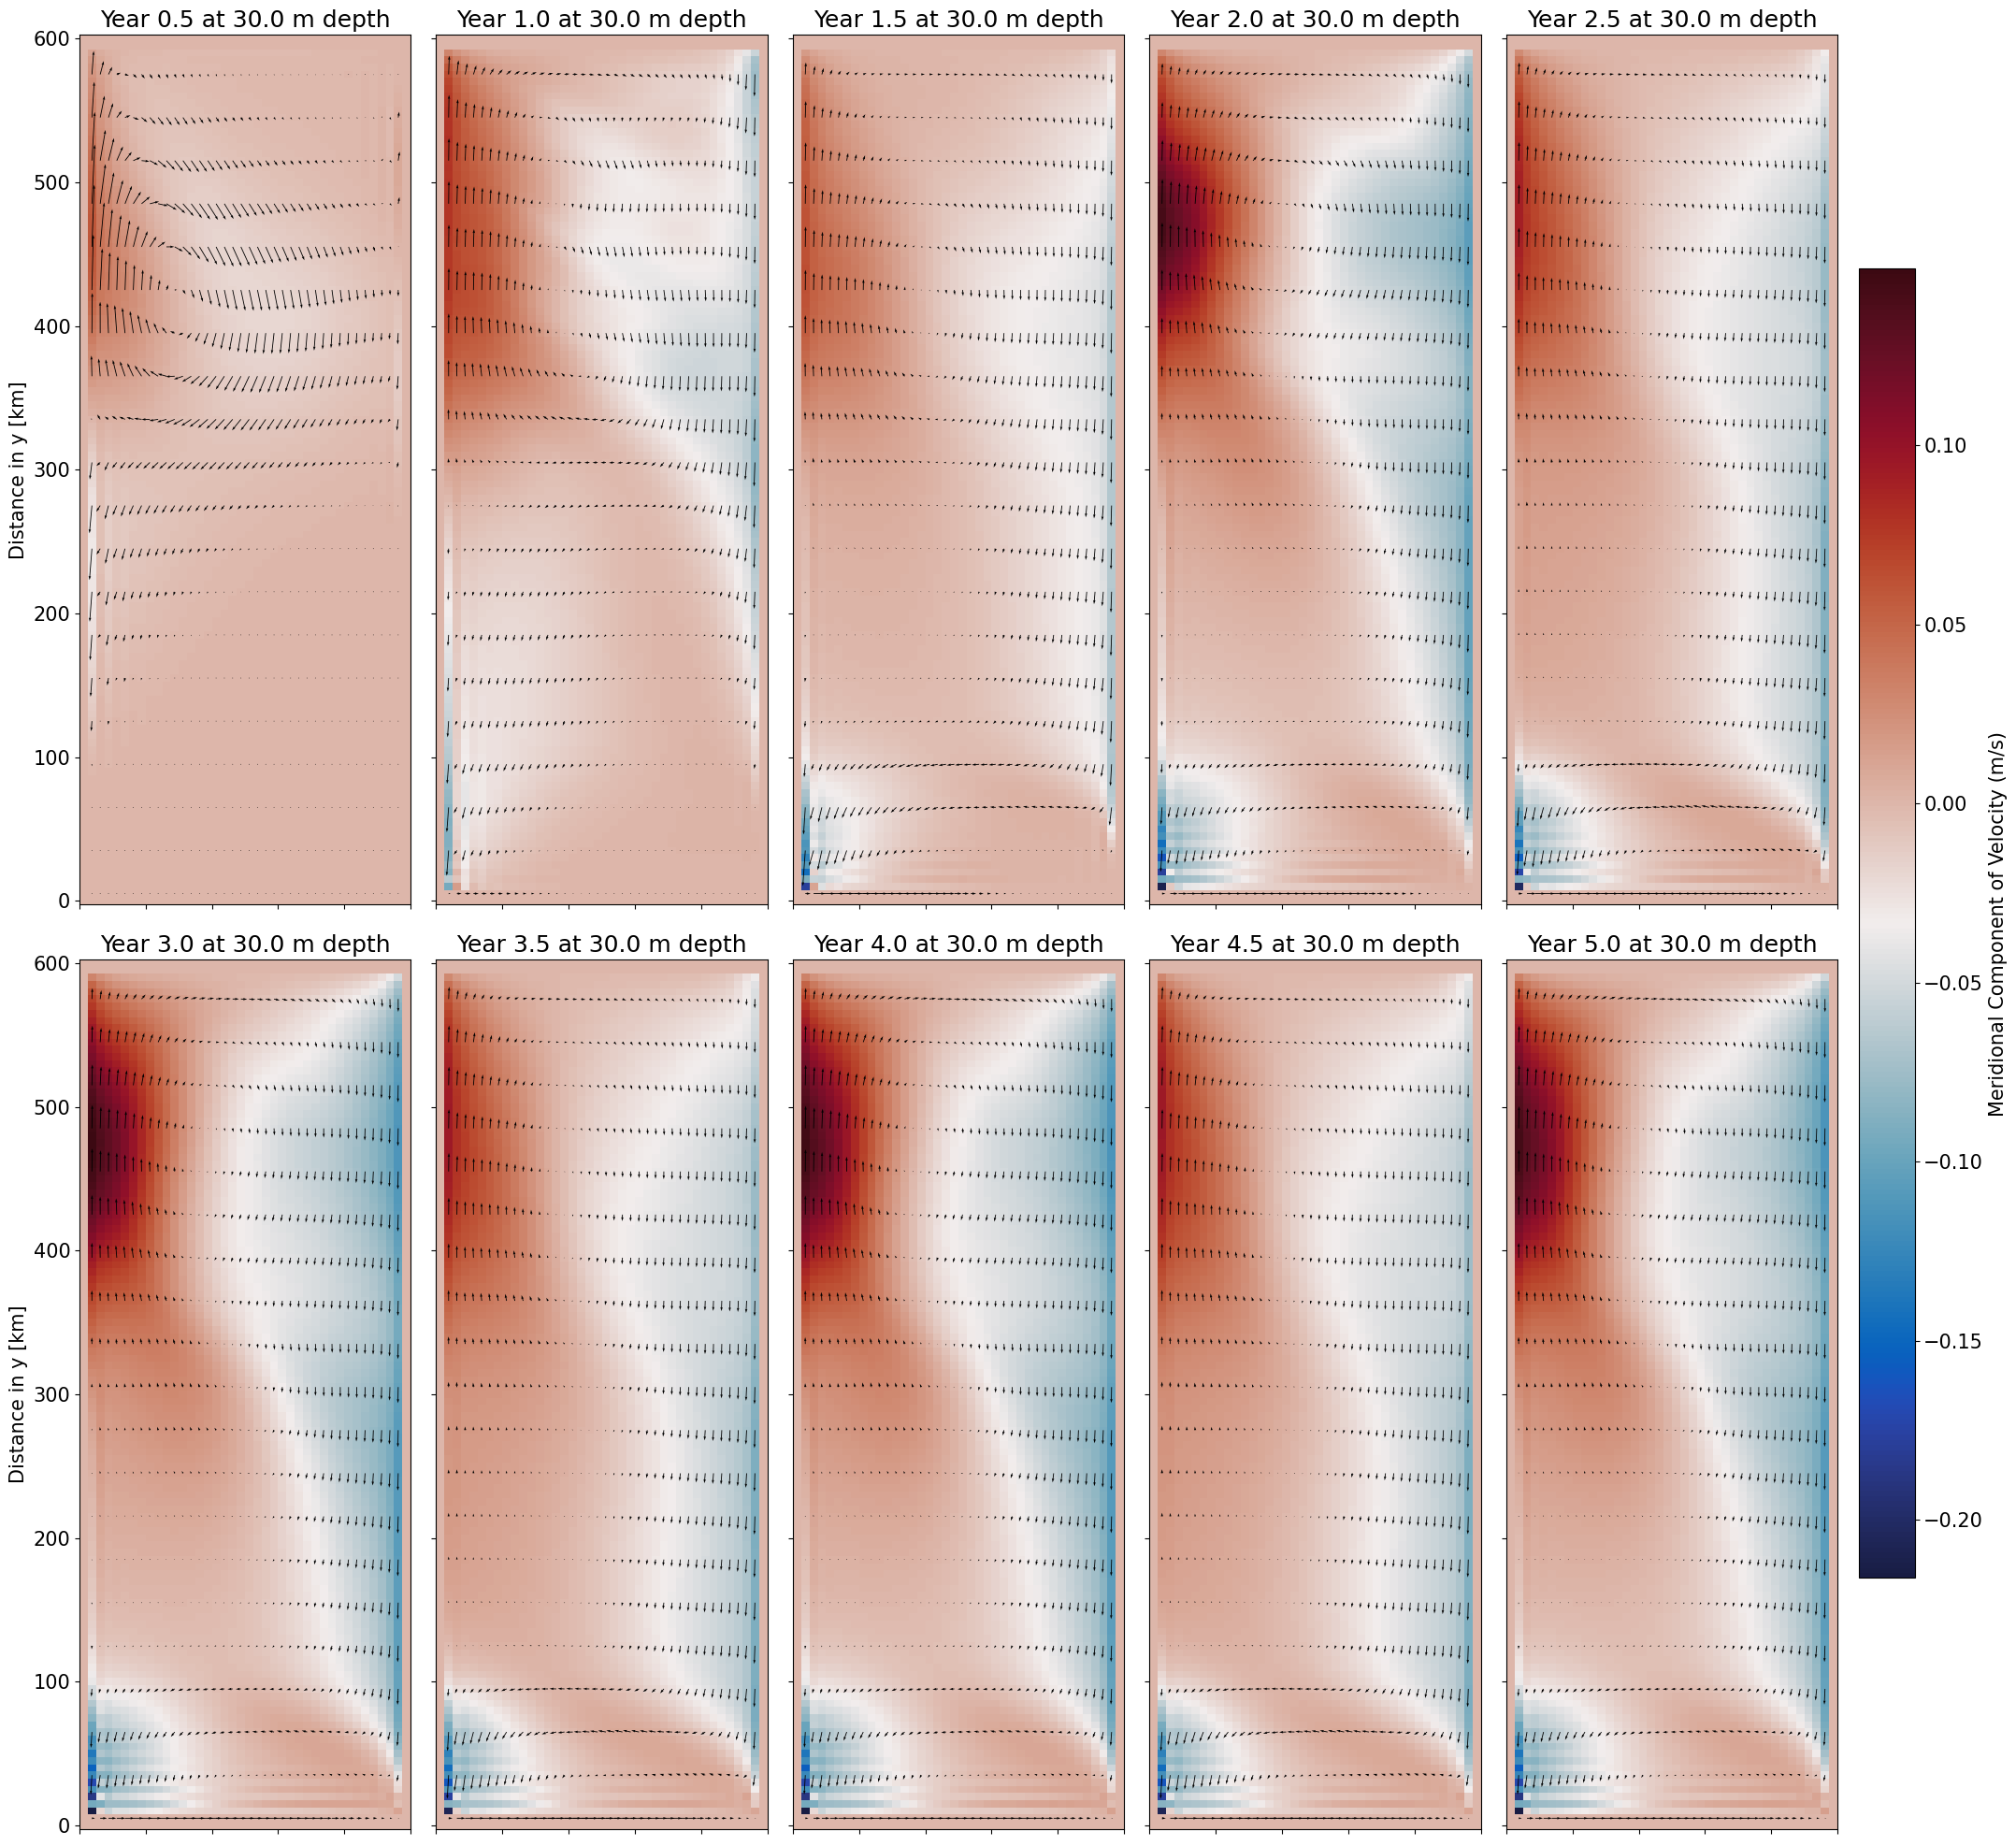 Year 0.5 at 30.0 m depth
Year 1.0 at 30.0 m depth
Year 1.5 at 30.0 m depth
Year 2.0 at 30.0 m depth
Year 2.5 at 30.0 m depth
600
500
400
300
200
100
0
Distance in y [km]
Year 3.0 at 30.0 m depth
Year 3.5 at 30.0 m depth
Year 4.0 at 30.0 m depth
Year 4.5 at 30.0 m depth
Year 5.0 at 30.0 m depth
600
500
400
300
200
100
0
Distance in y [km]
0.10
0.05
0.00
−0.05
−0.10
−0.15
−0.20
Meridional Component of Velocity (m/s)